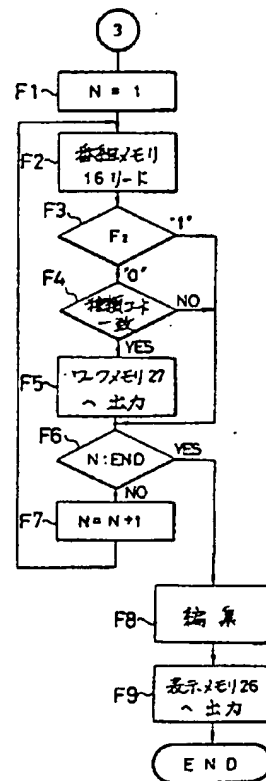 3
F1
N = 1
F2
番組メモリ
16リード
F3
F2
"1"
"0"
F4
種類コード
一致
NO
YES
F5
ワークメモリ27
へ出力
F6
N:END
YES
NO
F7
N=N+1
F8
編集
F9
表示メモリ26
へ出力
END